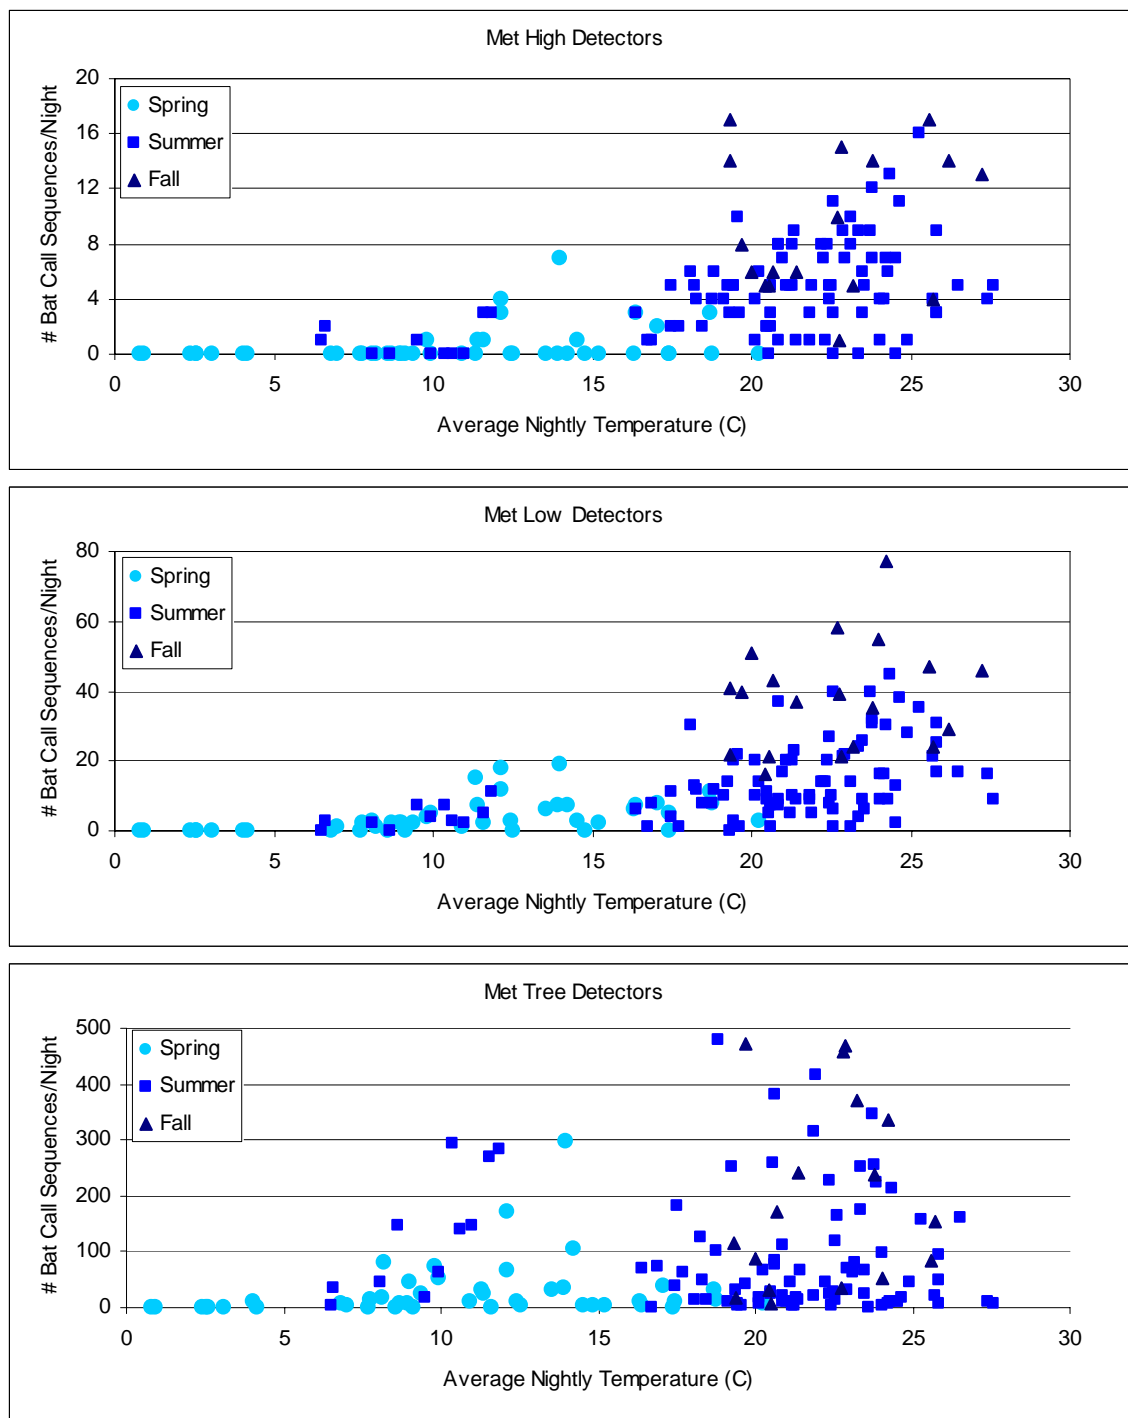 Met High Detectors
20
16
12
8
4
0
0 5 10 15 20 25 30
# Bat Call Sequences/Night
Average Nightly Temperature (C)
Spring
Summer
Fall
Met Low  Detectors
80
60
40
20
0
0 5 10 15 20 25 30
# Bat Call Sequences/Night
Average Nightly Temperature (C)
Spring
Summer
Fall
Met Tree Detectors
500
400
300
200
100
0
0 5 10 15 20 25 30
# Bat Call Sequences/Night
Average Nightly Temperature (C)
Spring
Summer
Fall